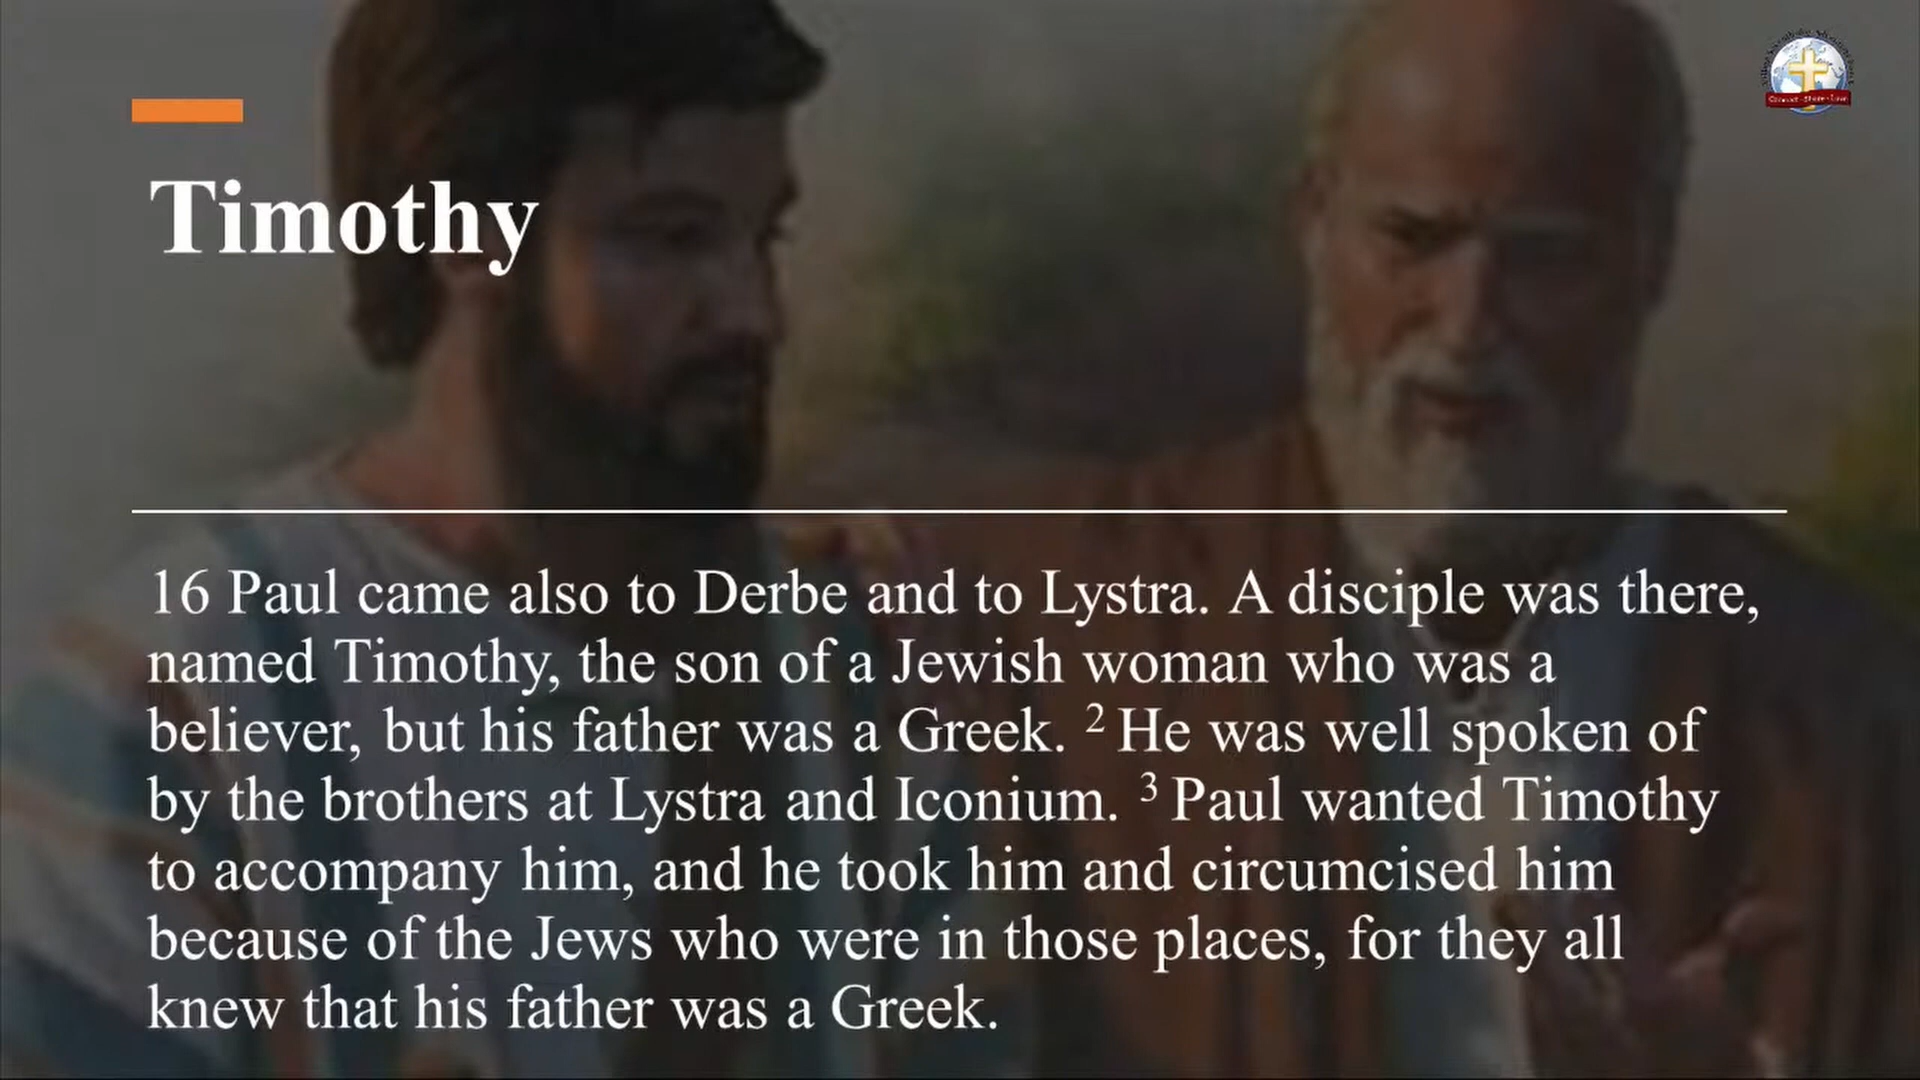 Timothy
Connect-Share-Love
16 Paul came also to Derbe and to Lystra. A disciple was there,
named Timothy, the son of a Jewish woman who was a
believer, but his father was a Greek. ² He was well spoken of
by the brothers at Lystra and Iconium. ³ Paul wanted Timothy
to accompany him, and he took him and circumcised him
because of the Jews who were in those places, for they all
knew that his father was a Greek.